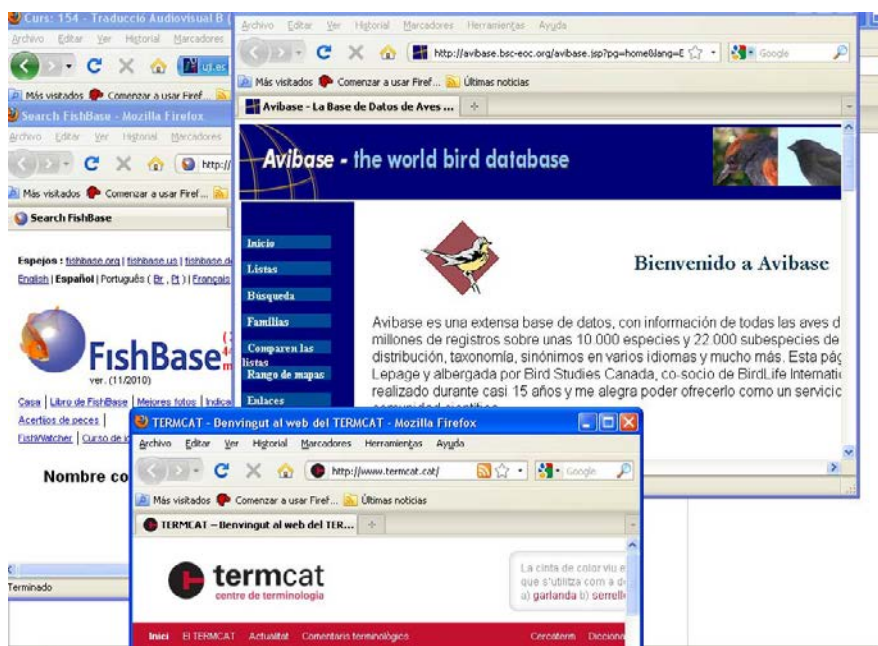 Curs: 154 - Traducció Audiovisual B (
Archivo Editar Ver Historial Marcadores
uji.es
Más visitados Comenzar a usar Firef...
Search FishBase - Mozilla Firefox
Archivo Editar Ver Historial Marcadores
http://
Más visitados Comenzar a usar Firef...
Search FishBase
Espejos : fishbase.org | fishbase.us | fishbase.de
English | Español | Português ( Br , Pt ) | Français
FishBase
ver. (11/2010)
Casa | Libro de FishBase | Mejores fotos |
Acertijos de peces |
FishWatcher |
Nombre co
Terminado
Archivo Editar Ver Historial Marcadores Herramientas Ayuda
http://avibase.bsc-eoc.org/avibase.jsp?pg=home&lang=E
Google
Más visitados Comenzar a usar Firef... Últimas noticias
Avibase - La Base de Datos de Aves ...
Avibase - the world bird database
Inicio
Listas
Búsqueda
Familias
Comparen las
listas
Rango de mapas
Enlaces
Bienvenido a Avibase
Avibase es una extensa base de datos, con información de todas las aves d
millones de registros sobre unas 10 000 especies y 22 000 subespecies de
distribución, taxonomía, sinónimos en varios idiomas y mucho más. Esta pág
Lepage y albergada por Bird Studies Canada, co-socio de BirdLife Internatio
realizado durante casi 15 años y me alegra poder ofrecerlo como un servicio
TERMCAT - Benvingut al web del TERMCAT - Mozilla Firefox
Archivo Editar Ver Historial Marcadores Herramientas Ayuda
http://www.termcat.cat/
Google
Más visitados Comenzar a usar Firef... Últimas noticias
TERMCAT – Benvingut al web del TER...
termcat
centre de terminologia
La cinta de color viu e
que s'utilitza com a d
a) garlanda b) serrell
Inici El TERMCAT Actualitat Comentaris terminològics Cercaterm Dicciona